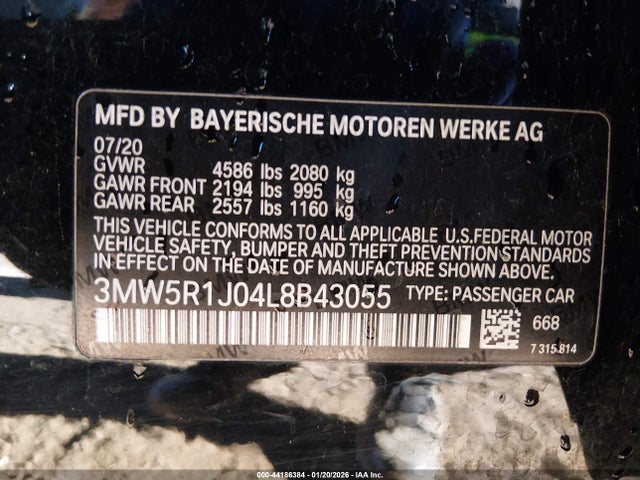 MFD BY BAYERISCHE MOTOREN WERKE AG
07/20
GVWR 4586 lbs 2080 kg
GAWR FRONT 2194 lbs 995 kg
GAWR REAR 2557 lbs 1160 kg
THIS VEHICLE CONFORMS TO ALL APPLICABLE U.S.FEDERAL MOTOR
VEHICLE SAFETY, BUMPER AND THEFT PREVENTION STANDARDS
IN EFFECT ON THE DATE OF MANUFACTURE SHOWN ABOVE.
3MW5R1J04L8B43055 TYPE: PASSENGER CAR
668
7 315 814
000-44186384 - 01/20/2026 - IAA Inc.